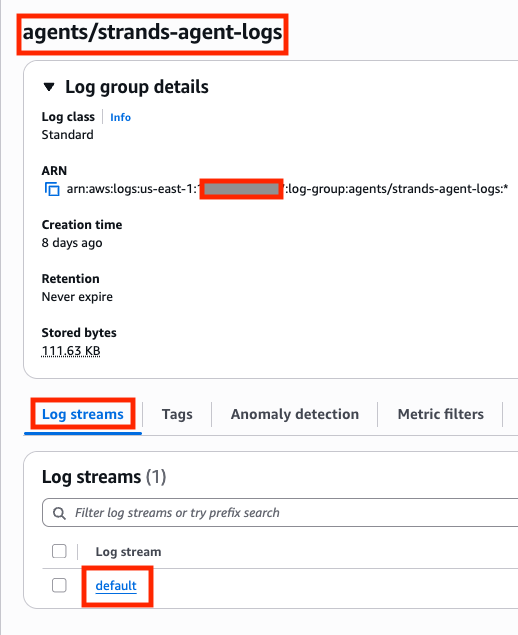 agents/strands-agent-logs
Log group details
Log class Info
Standard
ARN
arn:aws:logs:us-east-1: :log-group:agents/strands-agent-logs:*
Creation time
8 days ago
Retention
Never expire
Stored bytes
111.63 KB
Log streams Tags Anomaly detection Metric filters
Log streams (1)
Filter log streams or try prefix search
Log stream
default